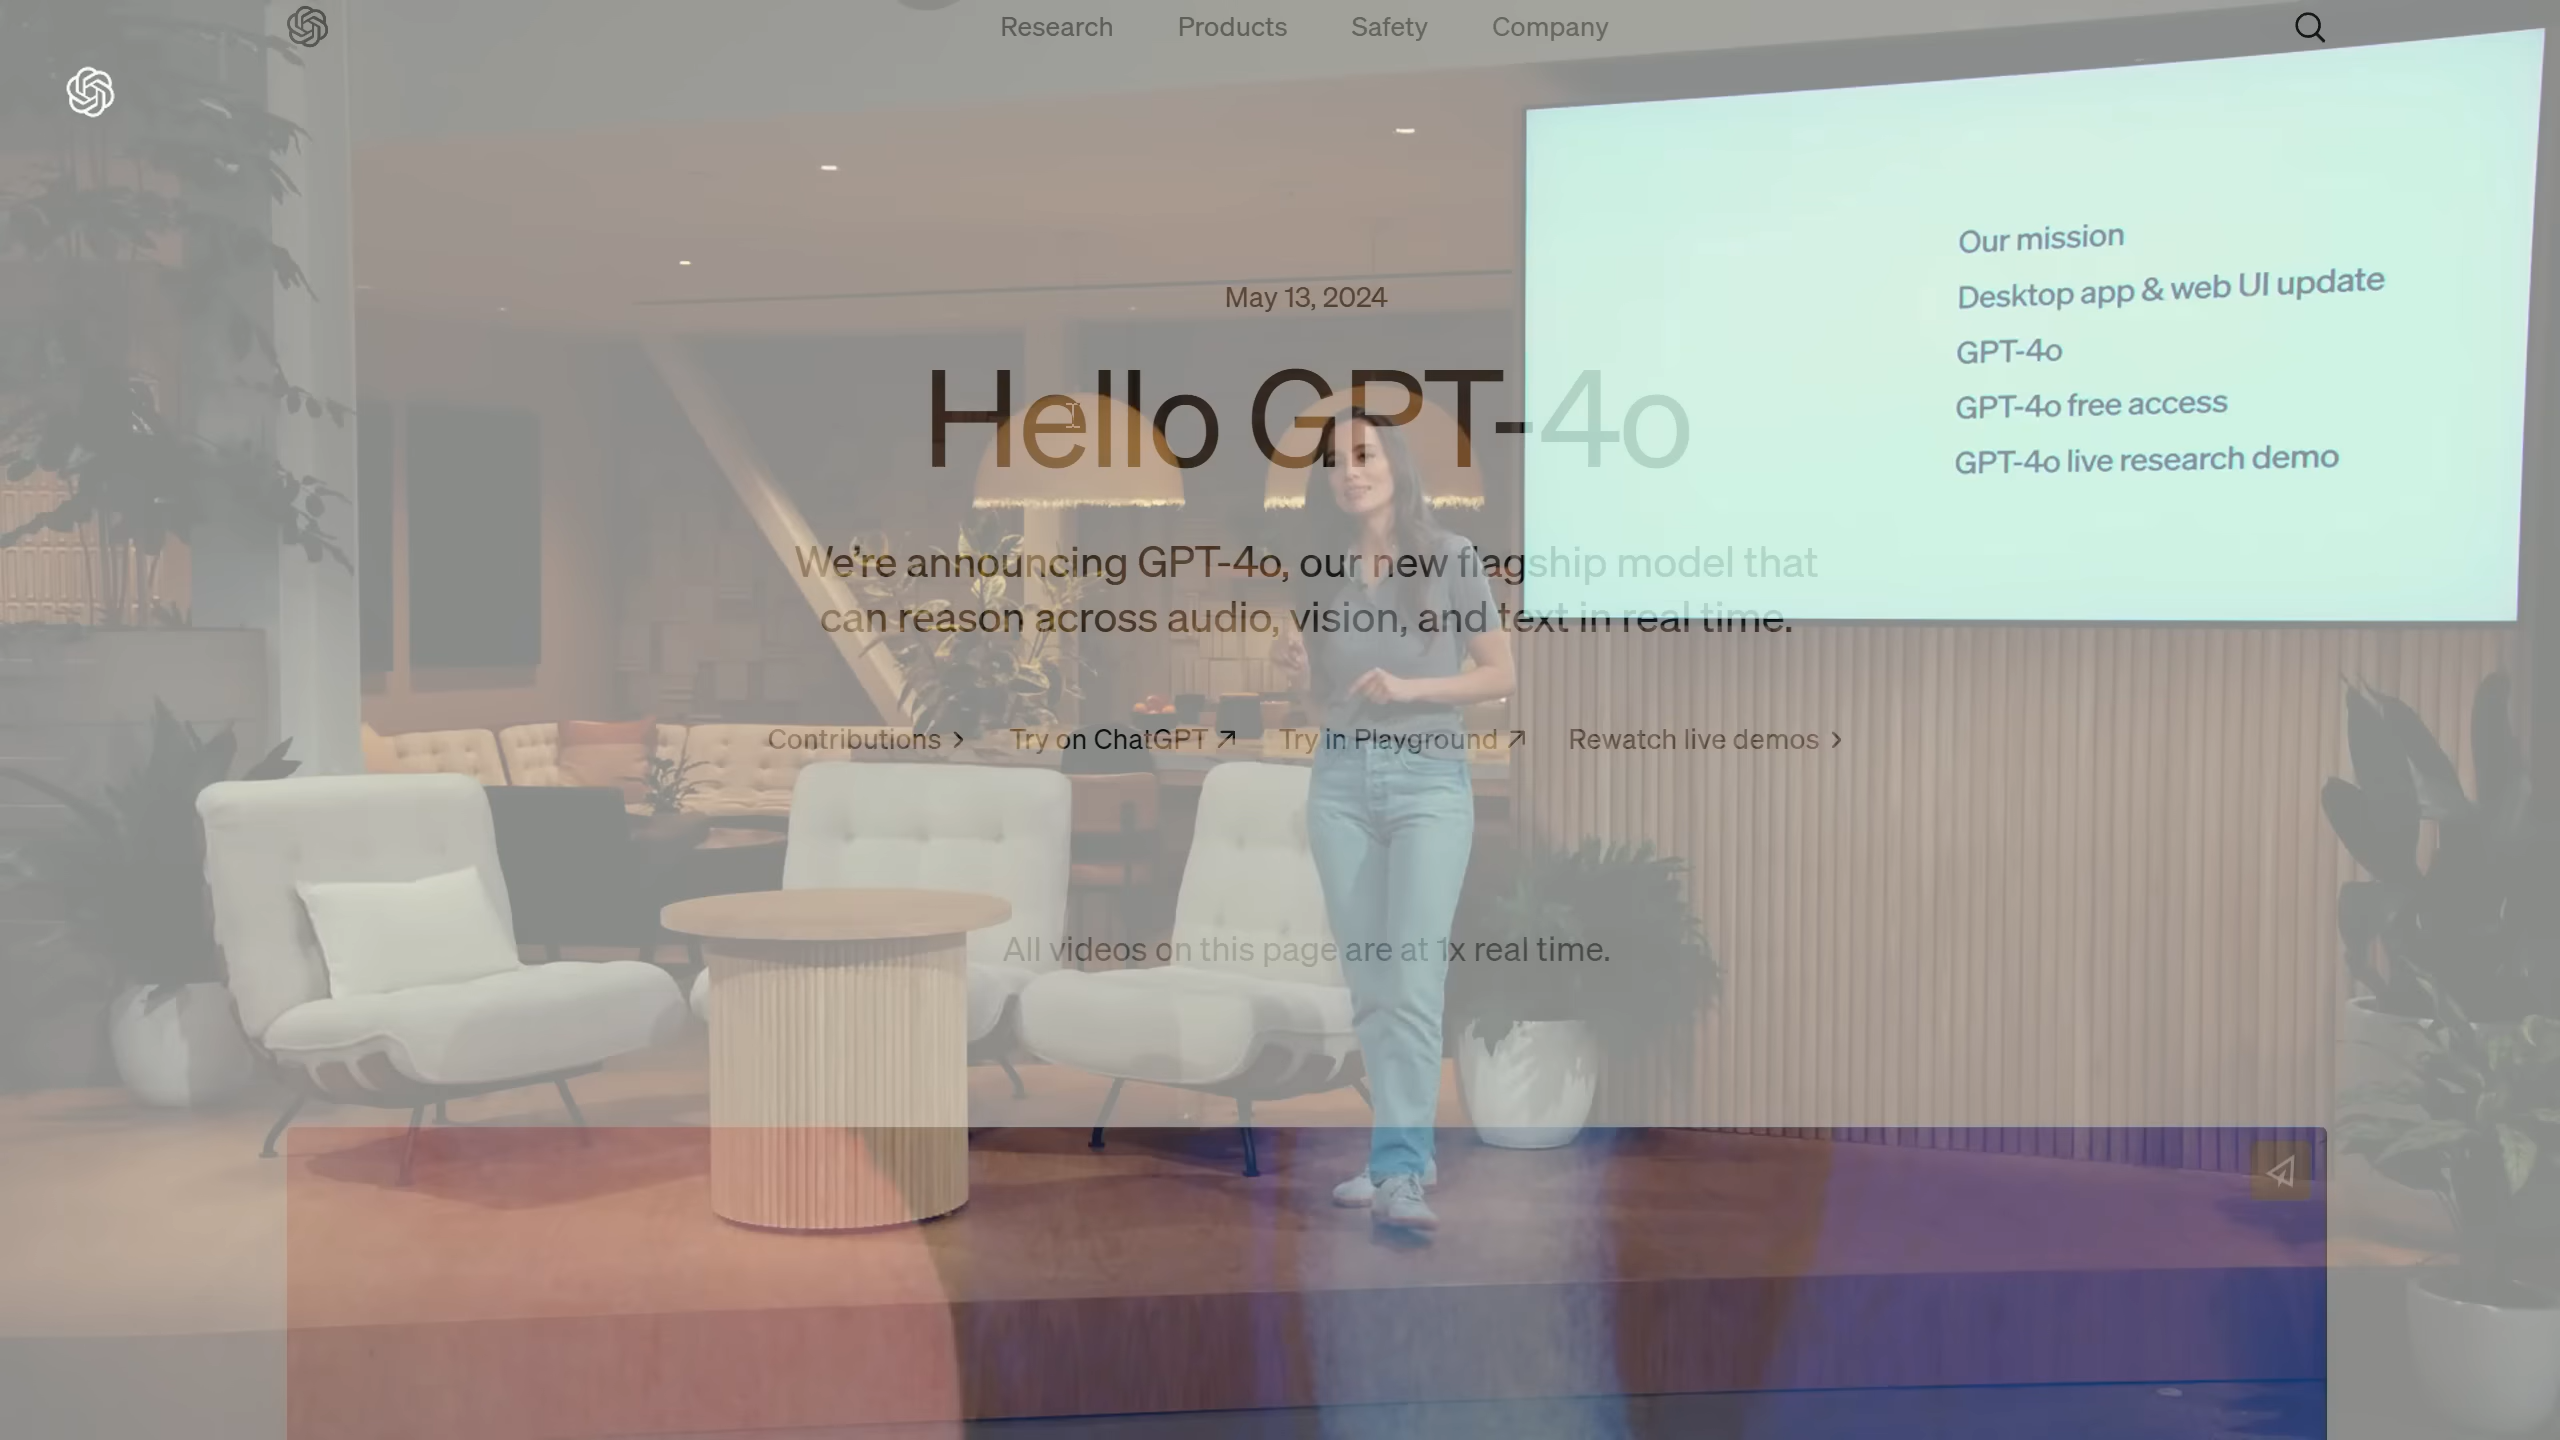 Research Products Safety Company
Our mission
Desktop app & web UI update
GPT-4o
GPT-4o free access
GPT-4o live research demo
May 13, 2024
Hello GPT-4o
We’re announcing GPT-4o, our new flagship model that
can reason across audio, vision, and text in real time.
Contributions > Try on ChatGPT ↗ Try in Playground ↗ Rewatch live demos >
All videos on this page are at 1x real time.